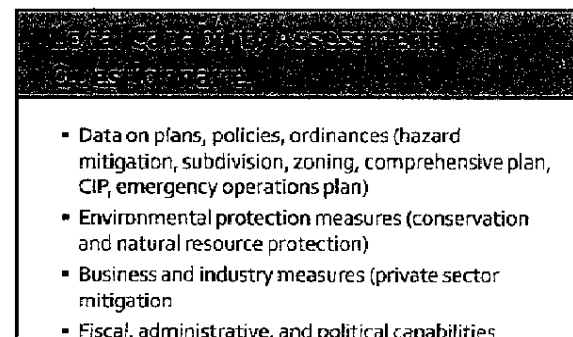 Local Capability Assessment
Questionnaire
▪ Data on plans, policies, ordinances (hazard
mitigation, subdivision, zoning, comprehensive plan,
CIP, emergency operations plan)
▪ Environmental protection measures (conservation
and natural resource protection)
▪ Business and industry measures (private sector
mitigation
▪ Fiscal, administrative, and political capabilities